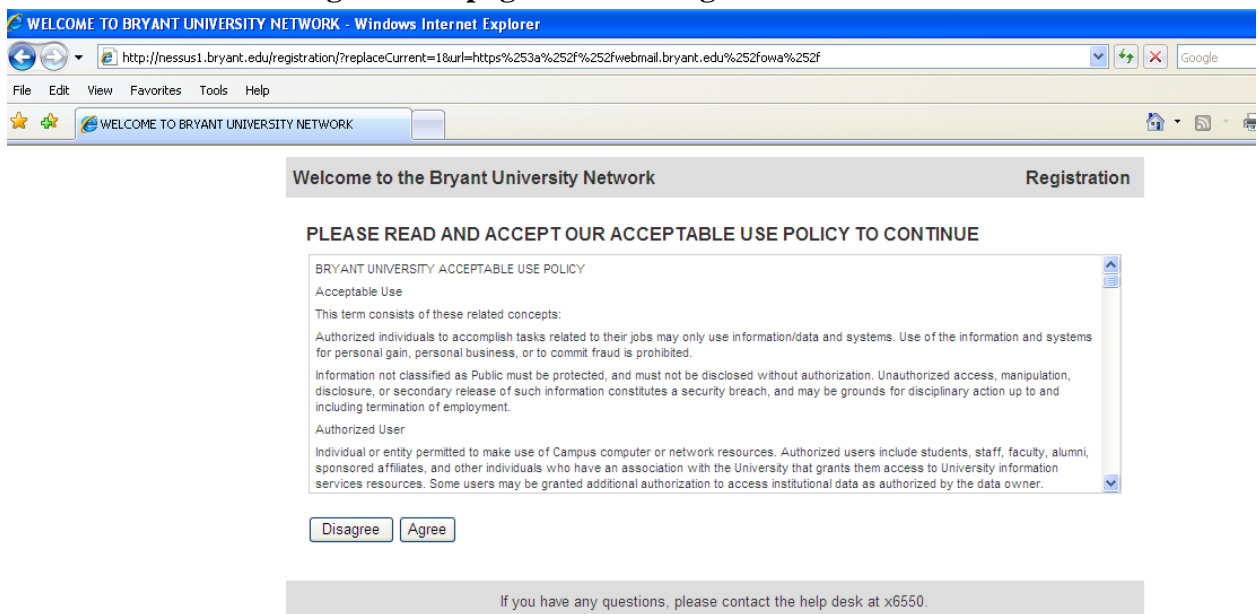 WELCOME TO BRYANT UNIVERSITY NETWORK - Windows Internet Explorer
http://nessus1.bryant.edu/registration/?replaceCurrent=1&url=https%253a%252f%252fwebmail.bryant.edu%252fowa%252f
Google
File Edit View Favorites Tools Help
WELCOME TO BRYANT UNIVERSITY NETWORK
Welcome to the Bryant University Network Registration
PLEASE READ AND ACCEPT OUR ACCEPTABLE USE POLICY TO CONTINUE
BRYANT UNIVERSITY ACCEPTABLE USE POLICY
Acceptable Use
This term consists of these related concepts:
Authorized individuals to accomplish tasks related to their jobs may only use information/data and systems. Use of the information and systems
for personal gain, personal business, or to commit fraud is prohibited.
Information not classified as Public must be protected, and must not be disclosed without authorization. Unauthorized access, manipulation,
disclosure, or secondary release of such information constitutes a security breach, and may be grounds for disciplinary action up to and
including termination of employment.
Authorized User
Individual or entity permitted to make use of Campus computer or network resources. Authorized users include students, staff, faculty, alumni,
sponsored affiliates, and other individuals who have an association with the University that grants them access to University information
services resources. Some users may be granted additional authorization to access institutional data as authorized by the data owner.
Disagree Agree
If you have any questions, please contact the help desk at x6550.